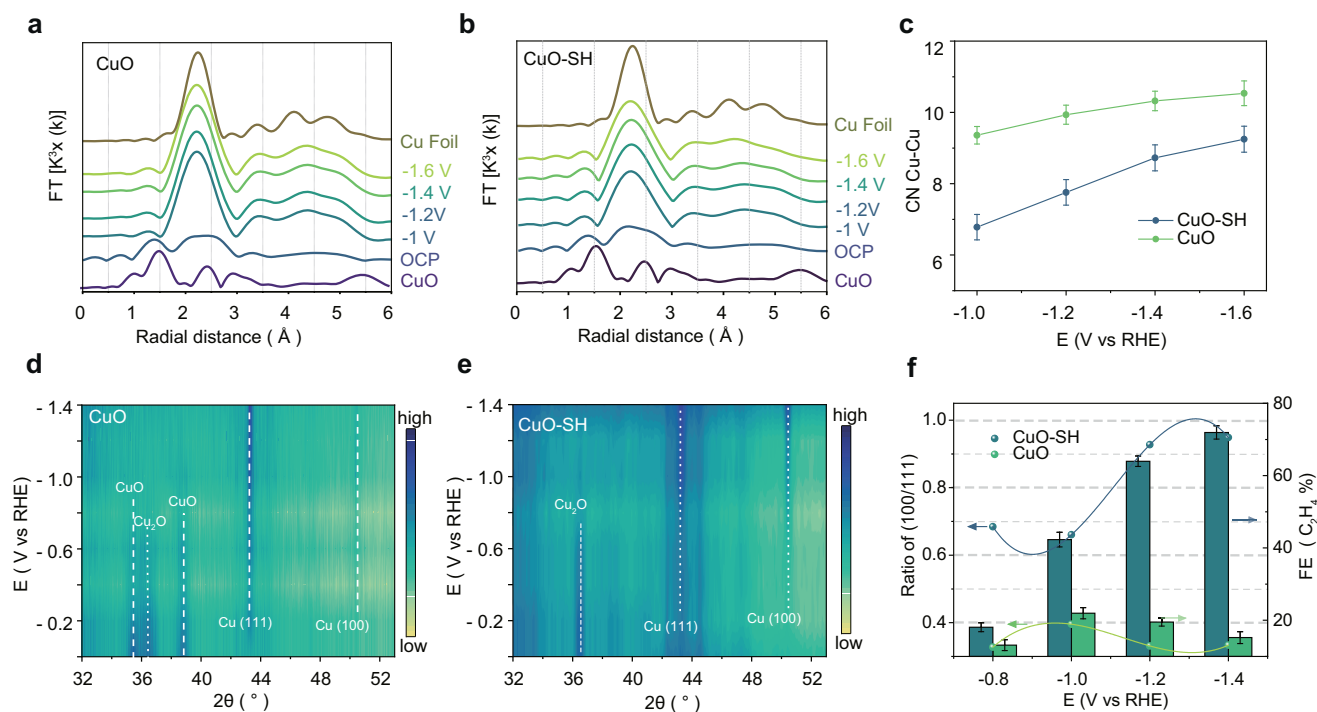 a
CuO
FT [K³x (k)]
Cu Foil
-1.6 V
-1.4 V
-1.2V
-1 V
OCP
CuO
0 1 2 3 4 5 6
Radial distance ( Å )
b
CuO-SH
FT [K³x (k)]
Cu Foil
-1.6 V
-1.4 V
-1.2V
-1 V
OCP
CuO
0 1 2 3 4 5 6
Radial distance ( Å )
c
CN Cu-Cu
12
10
8
6
CuO-SH
CuO
-1.0 -1.2 -1.4 -1.6
E (V vs RHE)
d
CuO
E ( V vs RHE)
- 1.4
- 1.0
- 0.6
- 0.2
CuO
Cu₂O
CuO
Cu (111)
Cu (100)
high
low
32 36 40 44 48 52
2θ ( ° )
e
CuO-SH
E ( V vs RHE )
- 1.4
- 1.0
- 0.6
- 0.2
Cu₂O
Cu (111)
Cu (100)
high
low
32 36 40 44 48 52
2θ ( ° )
f
Ratio of (100/111)
1.0
0.9
0.8
0.7
0.6
0.5
0.4
CuO-SH
CuO
80
60
40
20
FE ( C₂H₄ %)
-0.8 -1.0 -1.2 -1.4
E (V vs RHE)